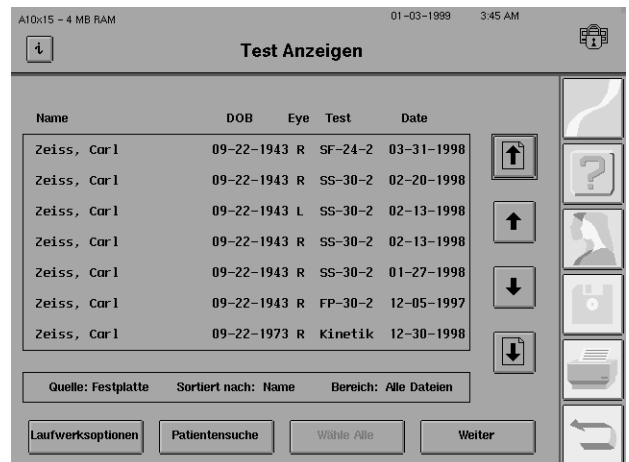 A10x15 – 4 MB RAM 01-03-1999 3:45 AM
i Test Anzeigen
Name DOB Eye Test Date
Zeiss, Carl 09-22-1943 R SF-24-2 03-31-1998
Zeiss, Carl 09-22-1943 R SS-30-2 02-20-1998
Zeiss, Carl 09-22-1943 L SS-30-2 02-13-1998
Zeiss, Carl 09-22-1943 R SS-30-2 02-13-1998
Zeiss, Carl 09-22-1943 R SS-30-2 01-27-1998
Zeiss, Carl 09-22-1943 R FP-30-2 12-05-1997
Zeiss, Carl 09-22-1973 R Kinetik 12-30-1998
Quelle: Festplatte Sortiert nach: Name Bereich: Alle Dateien
Laufwerksoptionen Patientensuche Wähle Alle Weiter